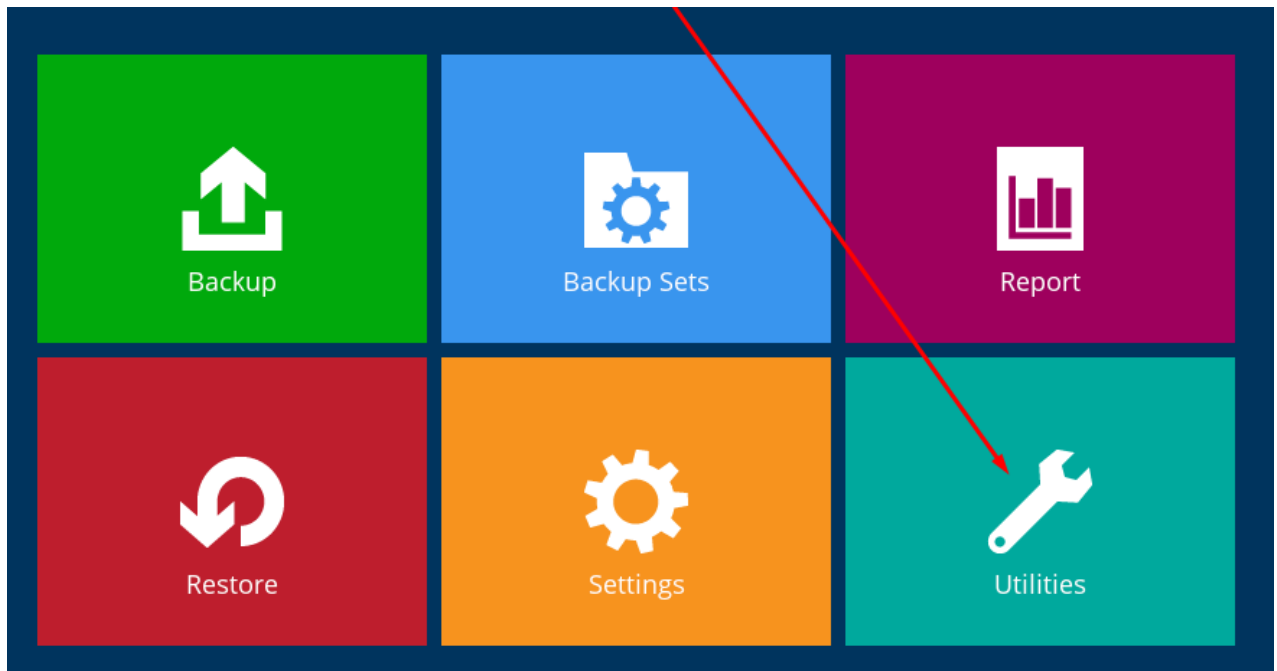 Backup
Backup Sets
Report
Restore
Settings
Utilities